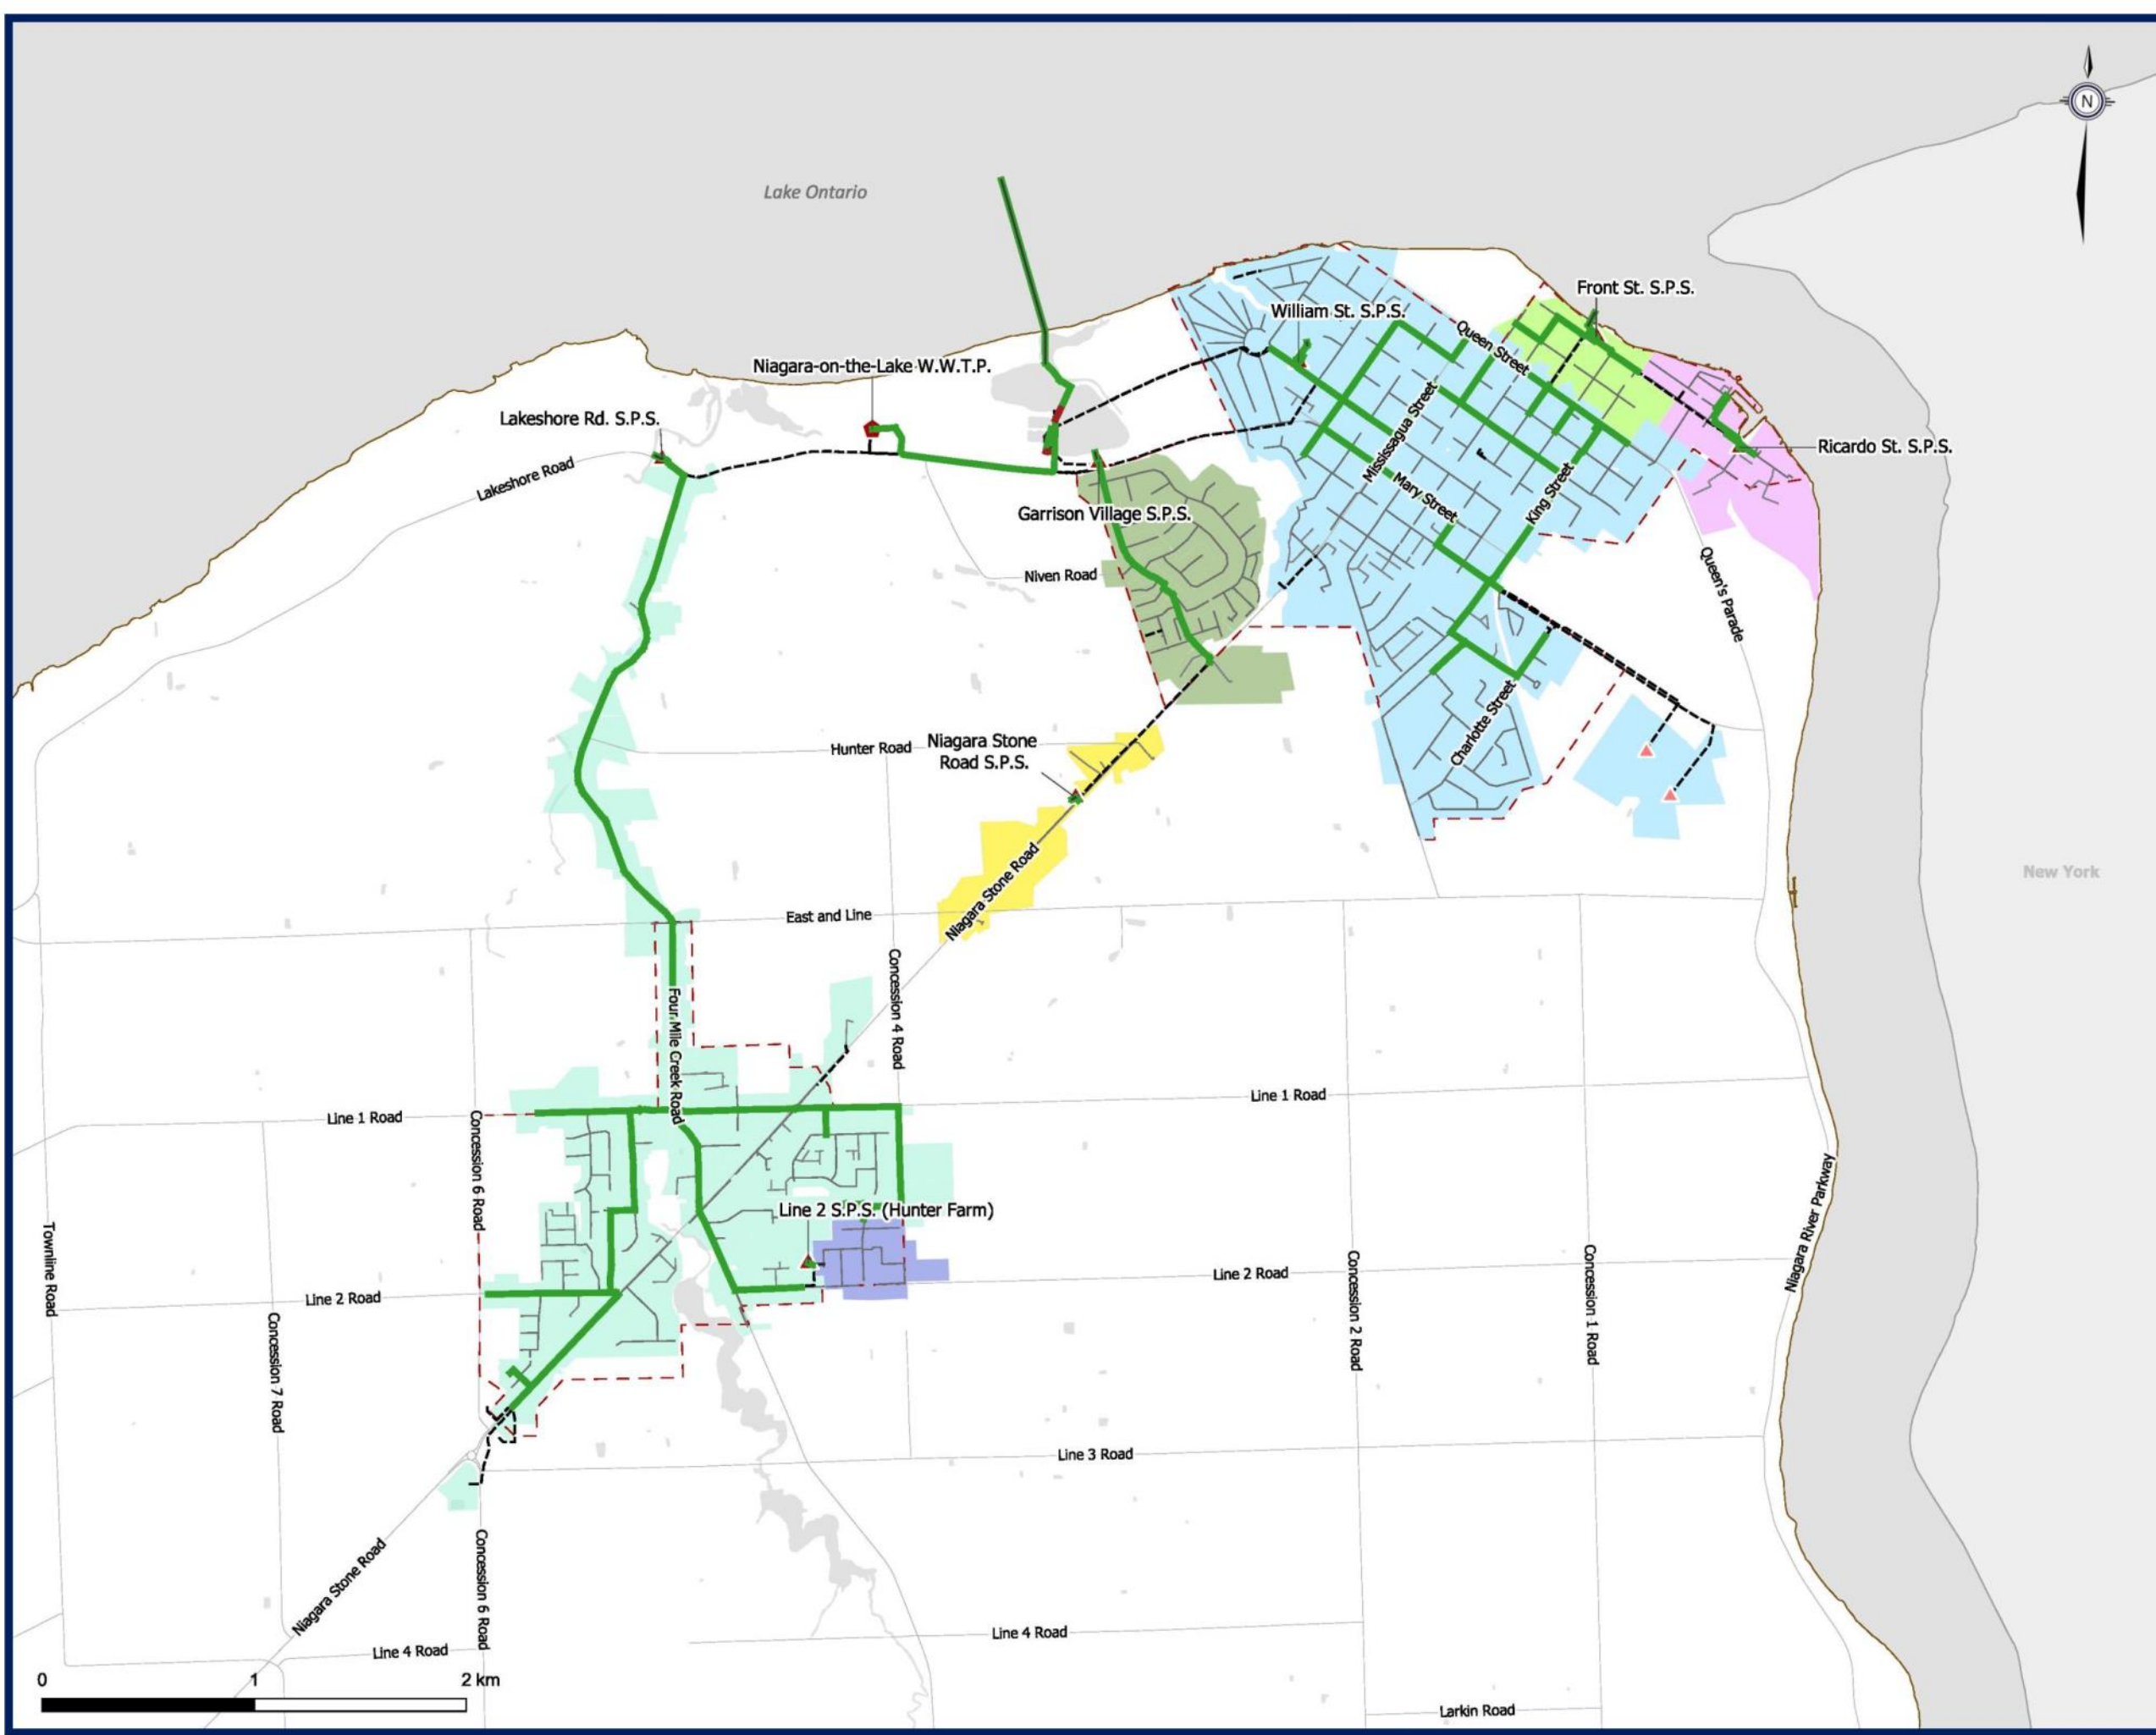 N
Lake Ontario
Front St. S.P.S.
William St. S.P.S.
Queen Street
Niagara-on-the-Lake W.W.T.P.
Lakeshore Rd. S.P.S.
Mississagua Street
Ricardo St. S.P.S.
Lakeshore Road
Mary Street
King Street
Garrison Village S.P.S.
Niven Road
Queen's Parade
Charlotte Street
Hunter Road
Niagara Stone
Road S.P.S.
New York
Niagara Stone Road
East and Line
Concession 4 Road
Four Mile Creek Road
Line 1 Road
Line 1 Road
Concession 6 Road
Line 2 S.P.S. (Hunter Farm)
Niagara River Parkway
Townline Road
Line 2 Road
Line 2 Road
Concession 7 Road
Concession 2 Road
Concession 1 Road
Line 3 Road
Niagara Stone Road
Concession 6 Road
Line 4 Road
Line 4 Road
0 1 2 km
Larkin Road